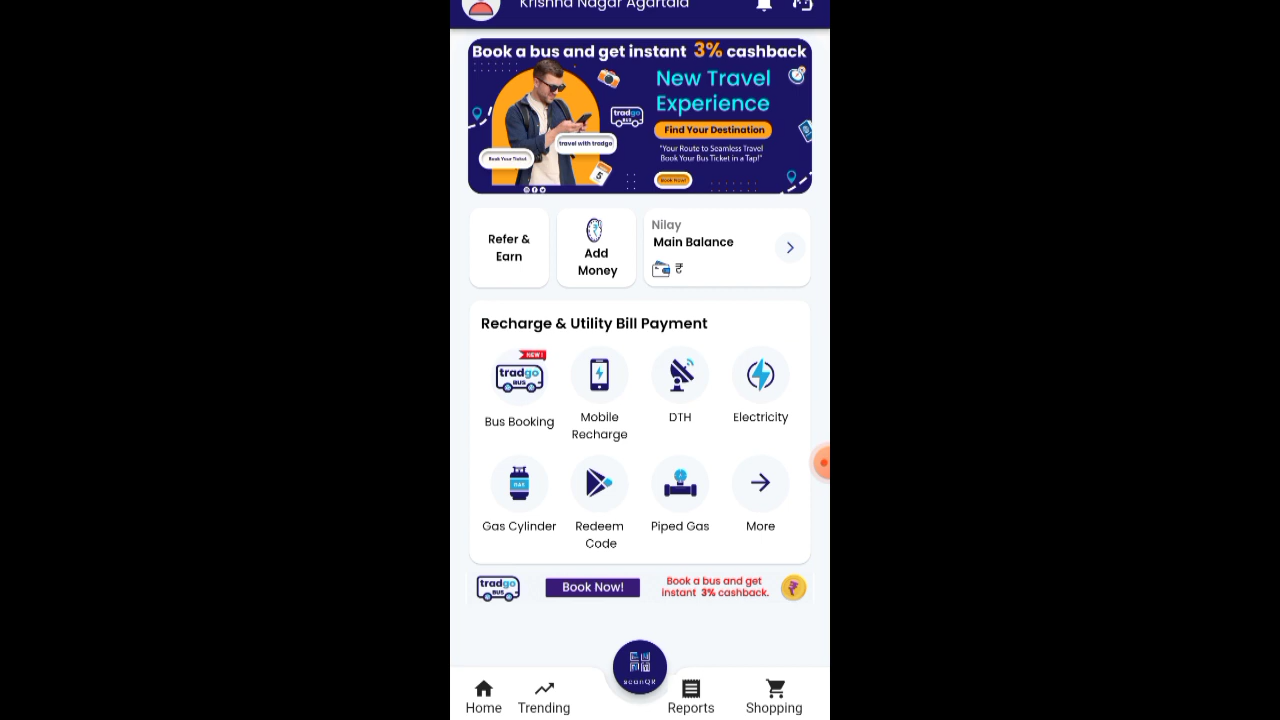 Krishna Nagar Agartala
Book a bus and get instant 3% cashback
New Travel
Experience
tradgo
BUS
Find Your Destination
travel with tradgo
"Your Route to Seamless Travel
Book Your Bus Ticket in a Tap!"
Book Your Ticket
5
Book Now!
Refer &
Earn
Add
Money
Nilay
Main Balance
₹
Recharge & Utility Bill Payment
NEW !
tradgo
BUS
Bus Booking
Mobile
Recharge
DTH
Electricity
GAS
Gas Cylinder
Redeem
Code
Piped Gas
More
tradgo
BUS
Book Now!
Book a bus and get
instant 3% cashback.
₹
scanQR
Home
Trending
Reports
Shopping